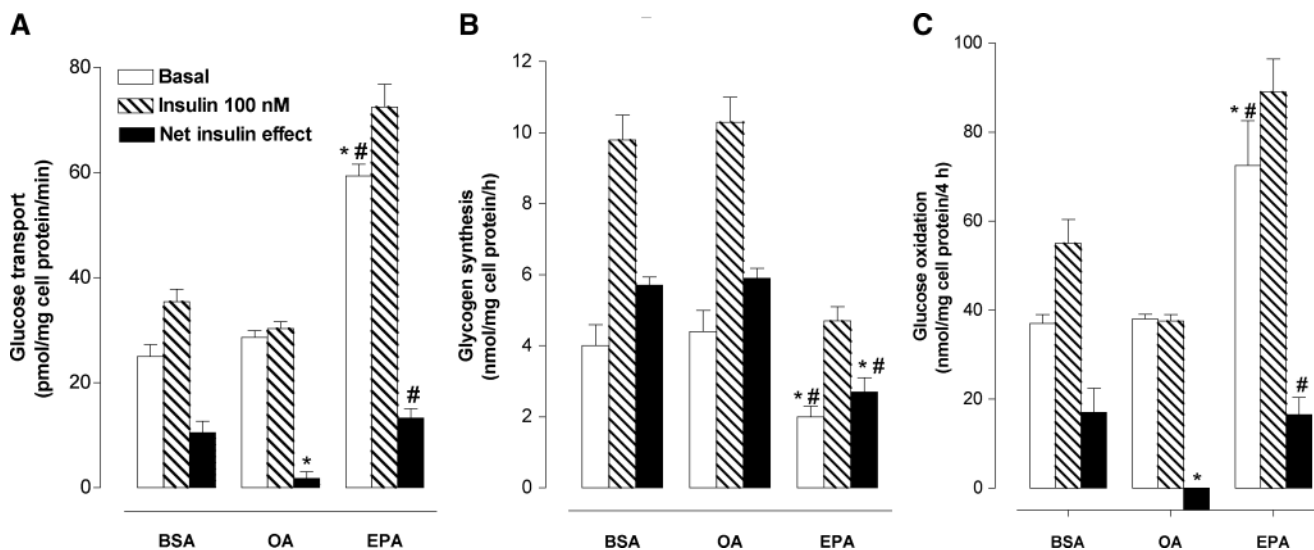 A
Glucose transport
(pmol/mg cell protein/min)
80
60
40
20
0
Basal
Insulin 100 nM
Net insulin effect
*
* #
#
BSA OA EPA
B
Glycogen synthesis
(nmol/mg cell protein/h)
12
10
8
6
4
2
0
* #
* #
BSA OA EPA
C
Glucose oxidation
(nmol/mg cell protein/4 h)
100
80
60
40
20
0
*
* #
#
BSA OA EPA